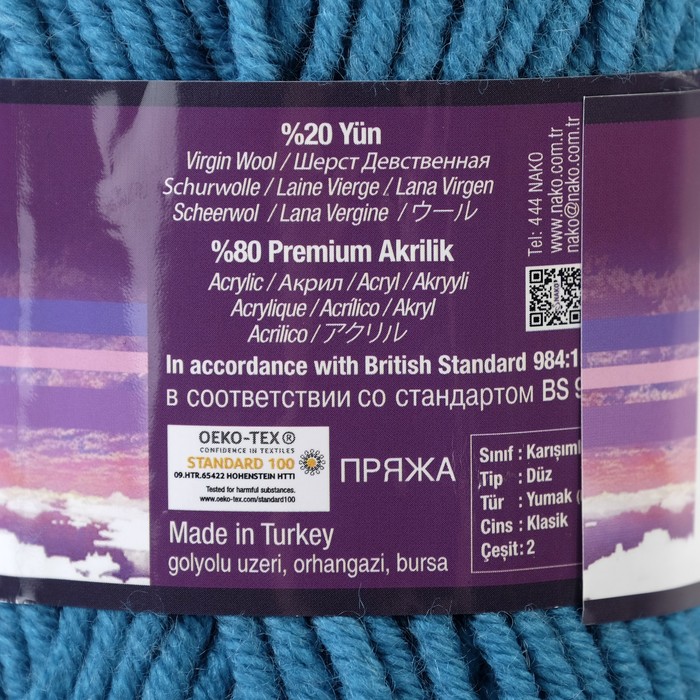 %20 Yün
Virgin Wool / Шерст Девственная
Schurwolle / Laine Vierge / Lana Virgen
Scheerwol / Lana Vergine / ウール
%80 Premium Akrilik
Acrylic / Акрил / Acryl / Akryyli
Acrylique / Acrílico / Akryl
Acrilico / アクリル
In accordance with British Standard 984:1
в соответствии со стандартом BS 9
OEKO-TEX®
CONFIDENCE IN TEXTILES
STANDARD 100
09.HTR.65422 HOHENSTEIN HTTI
Tested for harmful substances.
www.oeko-tex.com/standard100
ПРЯЖА
Made in Turkey
golyolu uzeri, orhangazi, bursa
Tel: 444 NAKO
www.nako.com.tr
nako@nako.com.tr
NAKO
Sınıf : Karışıml
Tip : Düz
Tür : Yumak (
Cins : Klasik
Çeşit : 2